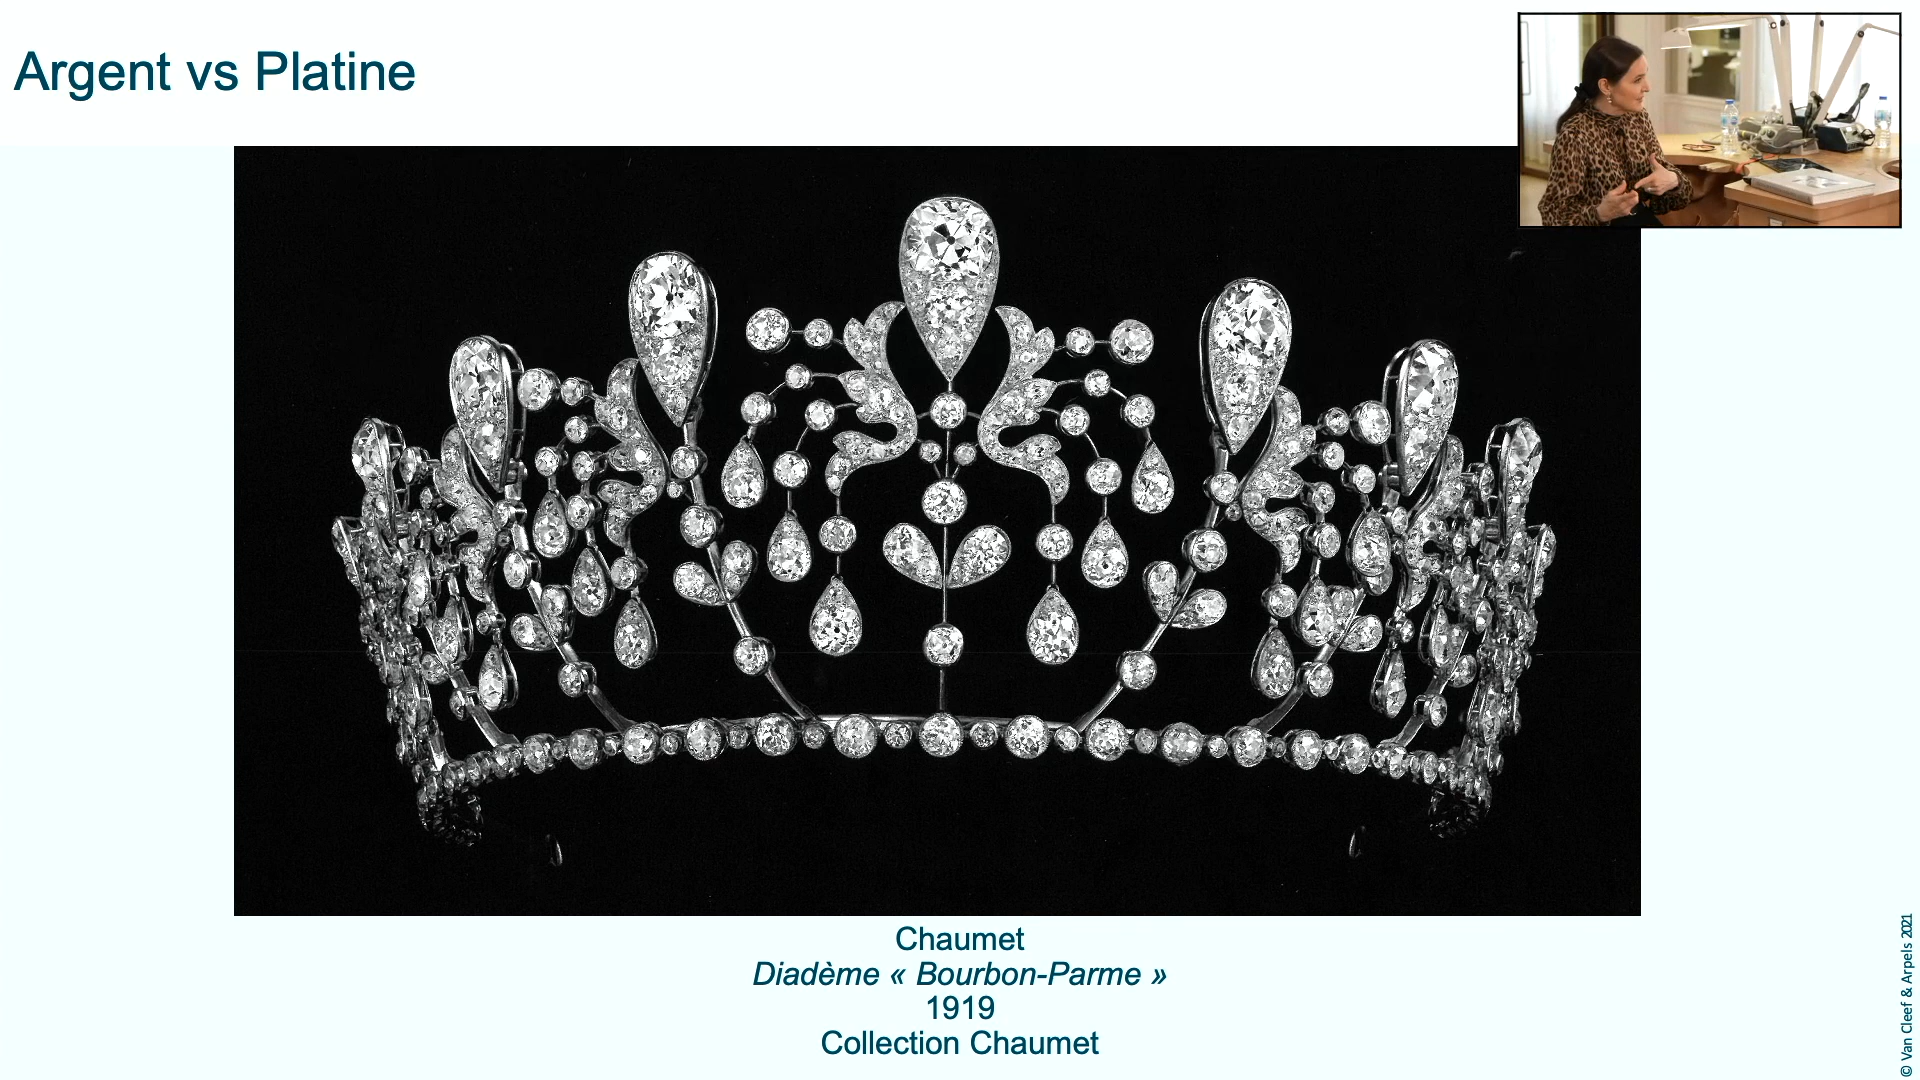 Argent vs Platine
Chaumet
Diadème « Bourbon-Parme »
1919
Collection Chaumet
© Van Cleef & Arpels 2021